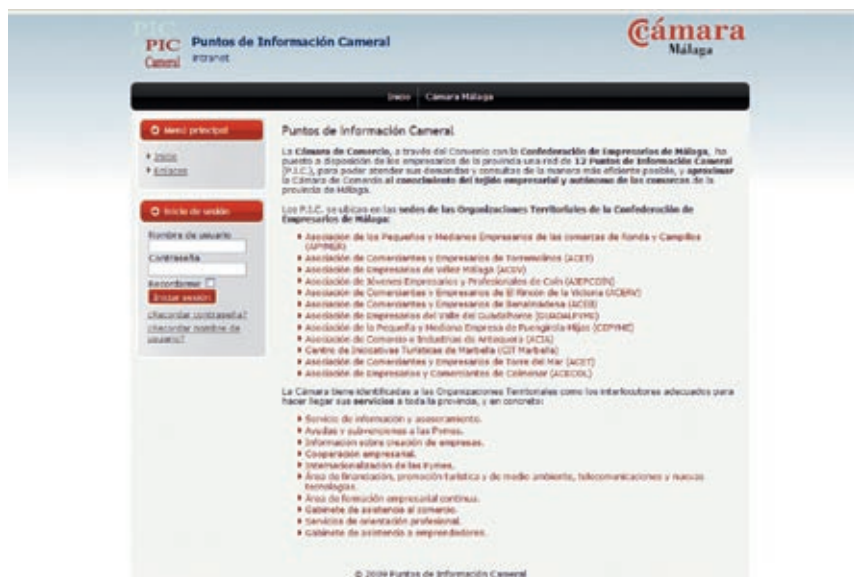 PIC
PIC
Cameral
Puntos de Información Cameral
Intranet
Cámara
Málaga
Inicio
Cámara Málaga
Menú principal
Inicio
Enlaces
Inicio de sesión
Nombre de usuario
Contraseña
Recordarme
Iniciar sesión
¿Recordar contraseña?
¿Recordar nombre de
usuario?
Puntos de Información Cameral
La Cámara de Comercio, a través del Convenio con la Confederación de Empresarios de Málaga, ha
puesto a disposición de los empresarios de la provincia una red de 12 Puntos de Información Cameral
(P.I.C.), para poder atender sus demandas y consultas de la manera más eficiente posible, y aproximar
la Cámara de Comercio al conocimiento del tejido empresarial y autónomo de las comarcas de la
provincia de Málaga.
Los P.I.C. se ubican en las sedes de las Organizaciones Territoriales de la Confederación de
Empresarios de Málaga:
Asociación de los Pequeños y Medianos Empresarios de las comarcas de Ronda y Campillos
(APYMER)
Asociación de Comerciantes y Empresarios de Torremolinos (ACET)
Asociación de Empresarios de Vélez Málaga (ACEV)
Asociación de Jóvenes Empresarios y Profesionales de Coín (AJEPCOIN)
Asociación de Comerciantes y Empresarios de El Rincón de la Victoria (ACERV)
Asociación de Comerciantes y Empresarios de Benalmádena (ACEB)
Asociación de Empresarios del Valle del Guadalhorce (GUADALPYME)
Asociación de la Pequeña y Mediana Empresa de Fuengirola-Mijas (COPYME)
Asociación de Comercio e Industrias de Antequera (ACIA)
Centro de Iniciativas Turísticas de Marbella (CIT Marbella)
Asociación de Comerciantes y Empresarios de Torre del Mar (ACET)
Asociación de Empresarios y Comerciantes de Colmenar (ACECOL)
La Cámara tiene identificadas a las Organizaciones Territoriales como los interlocutores adecuados para
hacer llegar sus servicios a toda la provincia, y en concreto:
Servicio de información y asesoramiento.
Ayudas y subvenciones a las Pymes.
Información sobre creación de empresas.
Cooperación empresarial.
Internacionalización de las Pymes.
Área de financiación, promoción turística y de medio ambiente, telecomunicaciones y nuevas
tecnologías.
Área de formación empresarial continua.
Gabinete de asistencia al comercio.
Servicios de orientación profesional.
Gabinete de asistencia a emprendedores.
© 2009 Puntos de Información Cameral